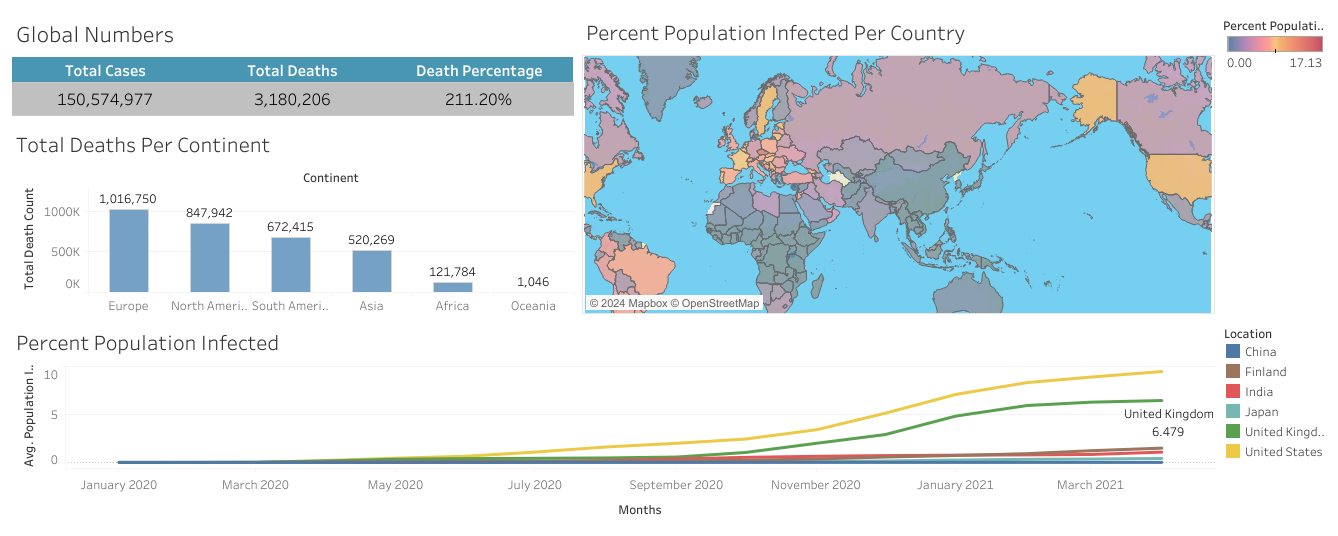 Global Numbers
Total Cases Total Deaths Death Percentage
150,574,977 3,180,206 211.20%
Total Deaths Per Continent
Continent
Total Death Count
1000K
500K
0K
1,016,750
847,942
672,415
520,269
121,784
1,046
Europe North Ameri.. South Ameri.. Asia Africa Oceania
Percent Population Infected Per Country
© 2024 Mapbox © OpenStreetMap
Percent Populati..
0.00 17.13
Percent Population Infected
Avg. Population I..
10
5
0
United Kingdom
6.479
January 2020 March 2020 May 2020 July 2020 September 2020 November 2020 January 2021 March 2021
Months
Location
China
Finland
India
Japan
United Kingd..
United States